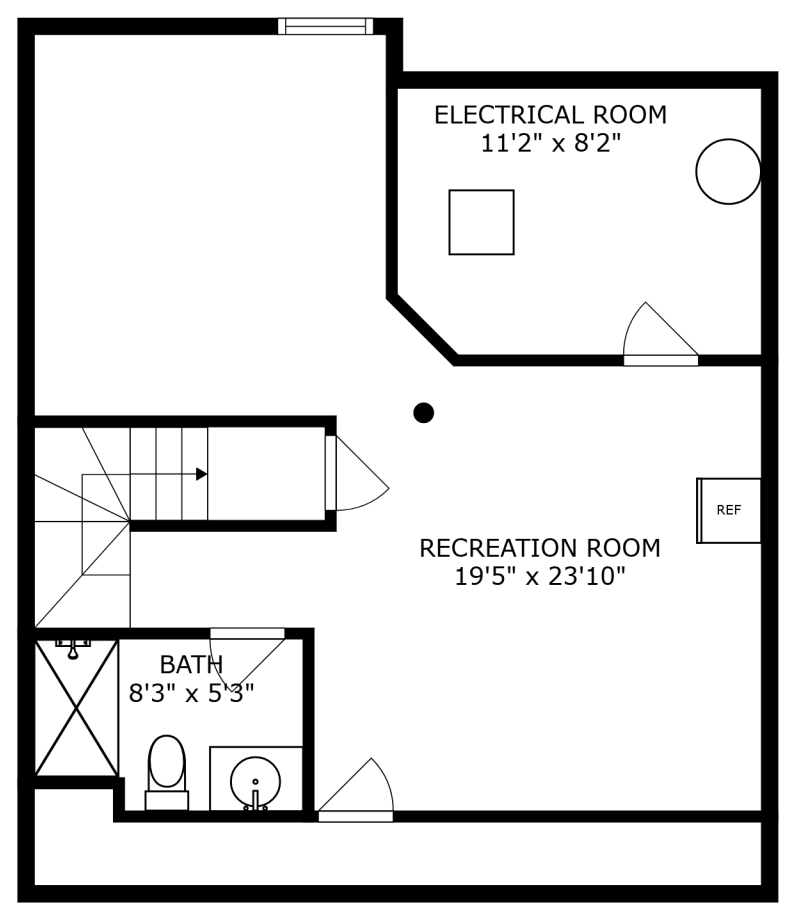 ELECTRICAL ROOM
11'2" x 8'2"
REF
RECREATION ROOM
19'5" x 23'10"
BATH
8'3" x 5'3"